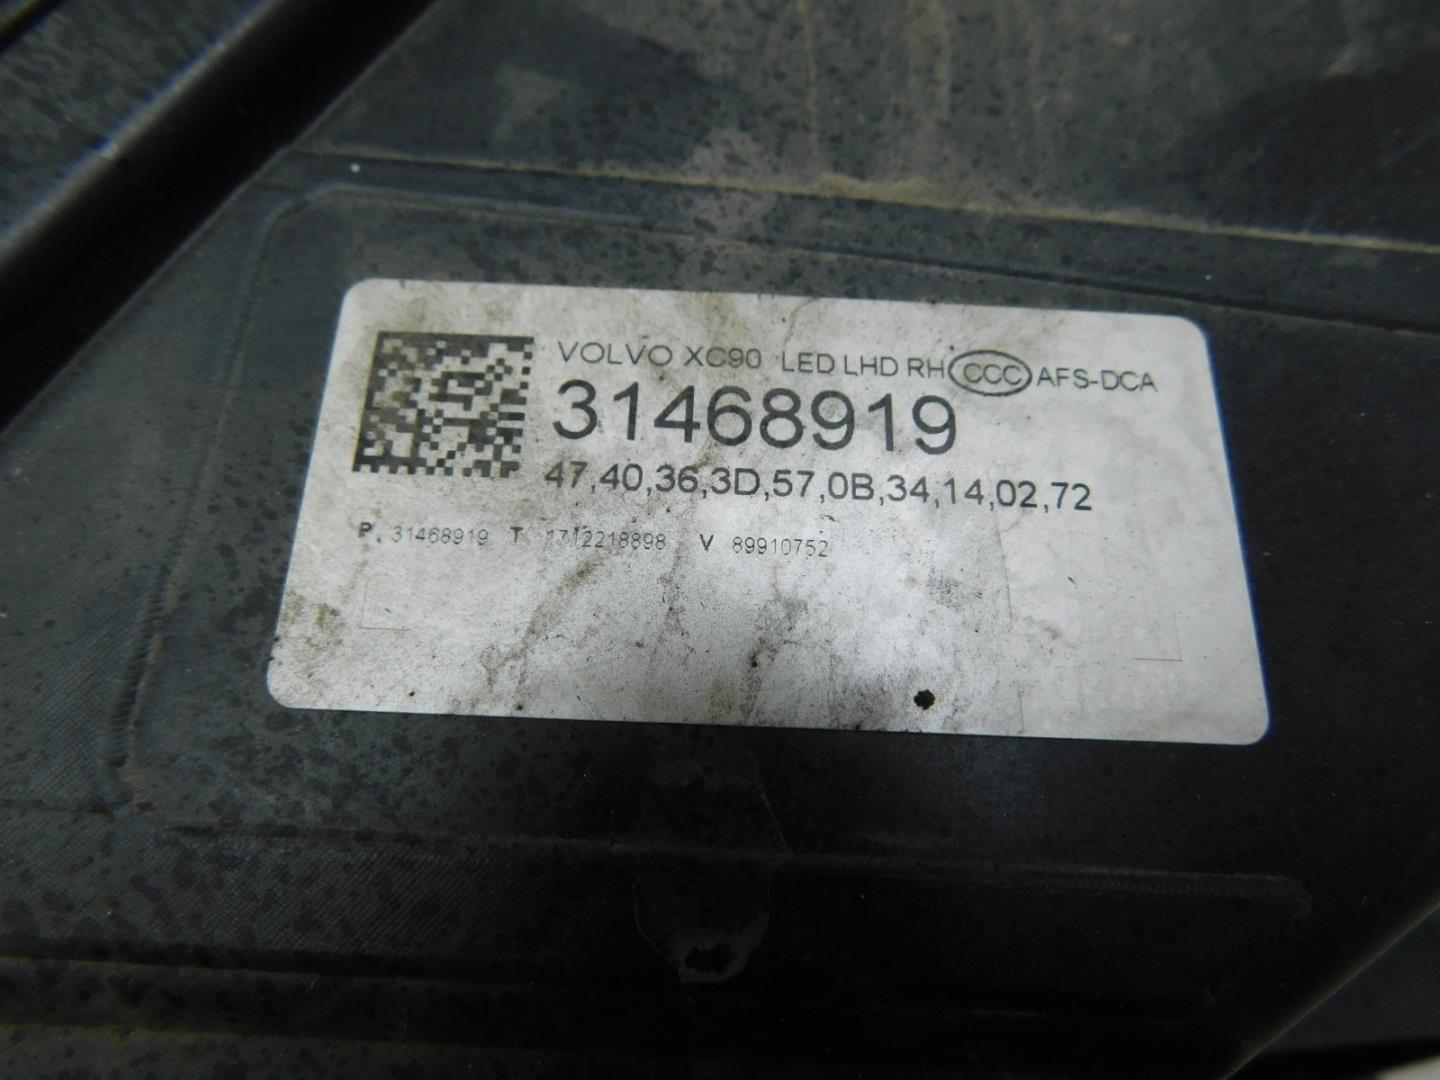 VOLVO XC90 LED LHD RH CCC AFS-DCA
31468919
47,40,36,3D,57,0B,34,14,02,72
P 31468919 T 1712218898 V 89910752